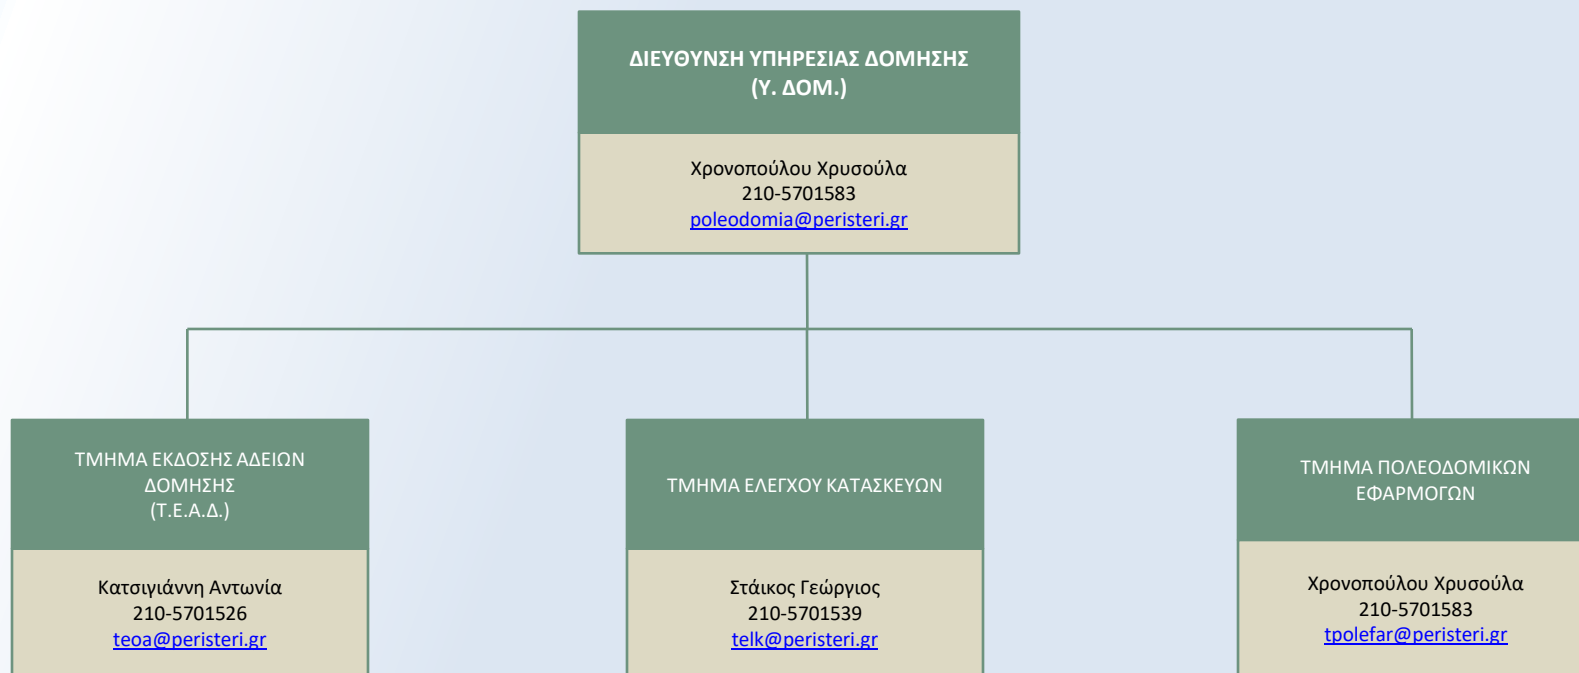 ΔΙΕΥΘΥΝΣΗ ΥΠΗΡΕΣΙΑΣ ΔΟΜΗΣΗΣ
(Υ. ΔΟΜ.)
Χρονοπούλου Χρυσούλα
210-5701583
poleodomia@peristeri.gr
ΤΜΗΜΑ ΕΚΔΟΣΗΣ ΑΔΕΙΩΝ
ΔΟΜΗΣΗΣ
(Τ.Ε.Α.Δ.)
Κατσιγιάννη Αντωνία
210-5701526
teoa@peristeri.gr
ΤΜΗΜΑ ΕΛΕΓΧΟΥ ΚΑΤΑΣΚΕΥΩΝ
Στάικος Γεώργιος
210-5701539
telk@peristeri.gr
ΤΜΗΜΑ ΠΟΛΕΟΔΟΜΙΚΩΝ
ΕΦΑΡΜΟΓΩΝ
Χρονοπούλου Χρυσούλα
210-5701583
tpolefar@peristeri.gr